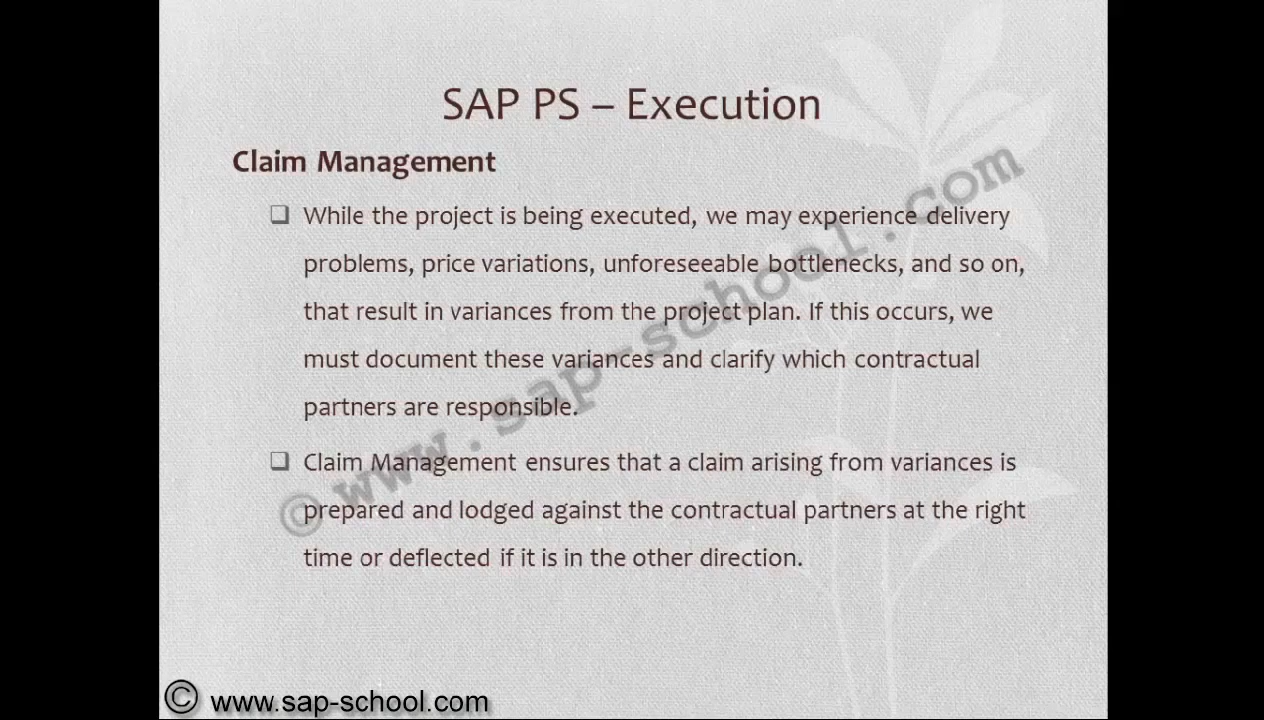 SAP PS – Execution
Claim Management
❑ While the project is being executed, we may experience delivery
problems, price variations, unforeseeable bottlenecks, and so on,
that result in variances from the project plan. If this occurs, we
must document these variances and clarify which contractual
partners are responsible.
❑ Claim Management ensures that a claim arising from variances is
prepared and lodged against the contractual partners at the right
time or deflected if it is in the other direction.
© www.sap-school.com
© www.sap-school.com